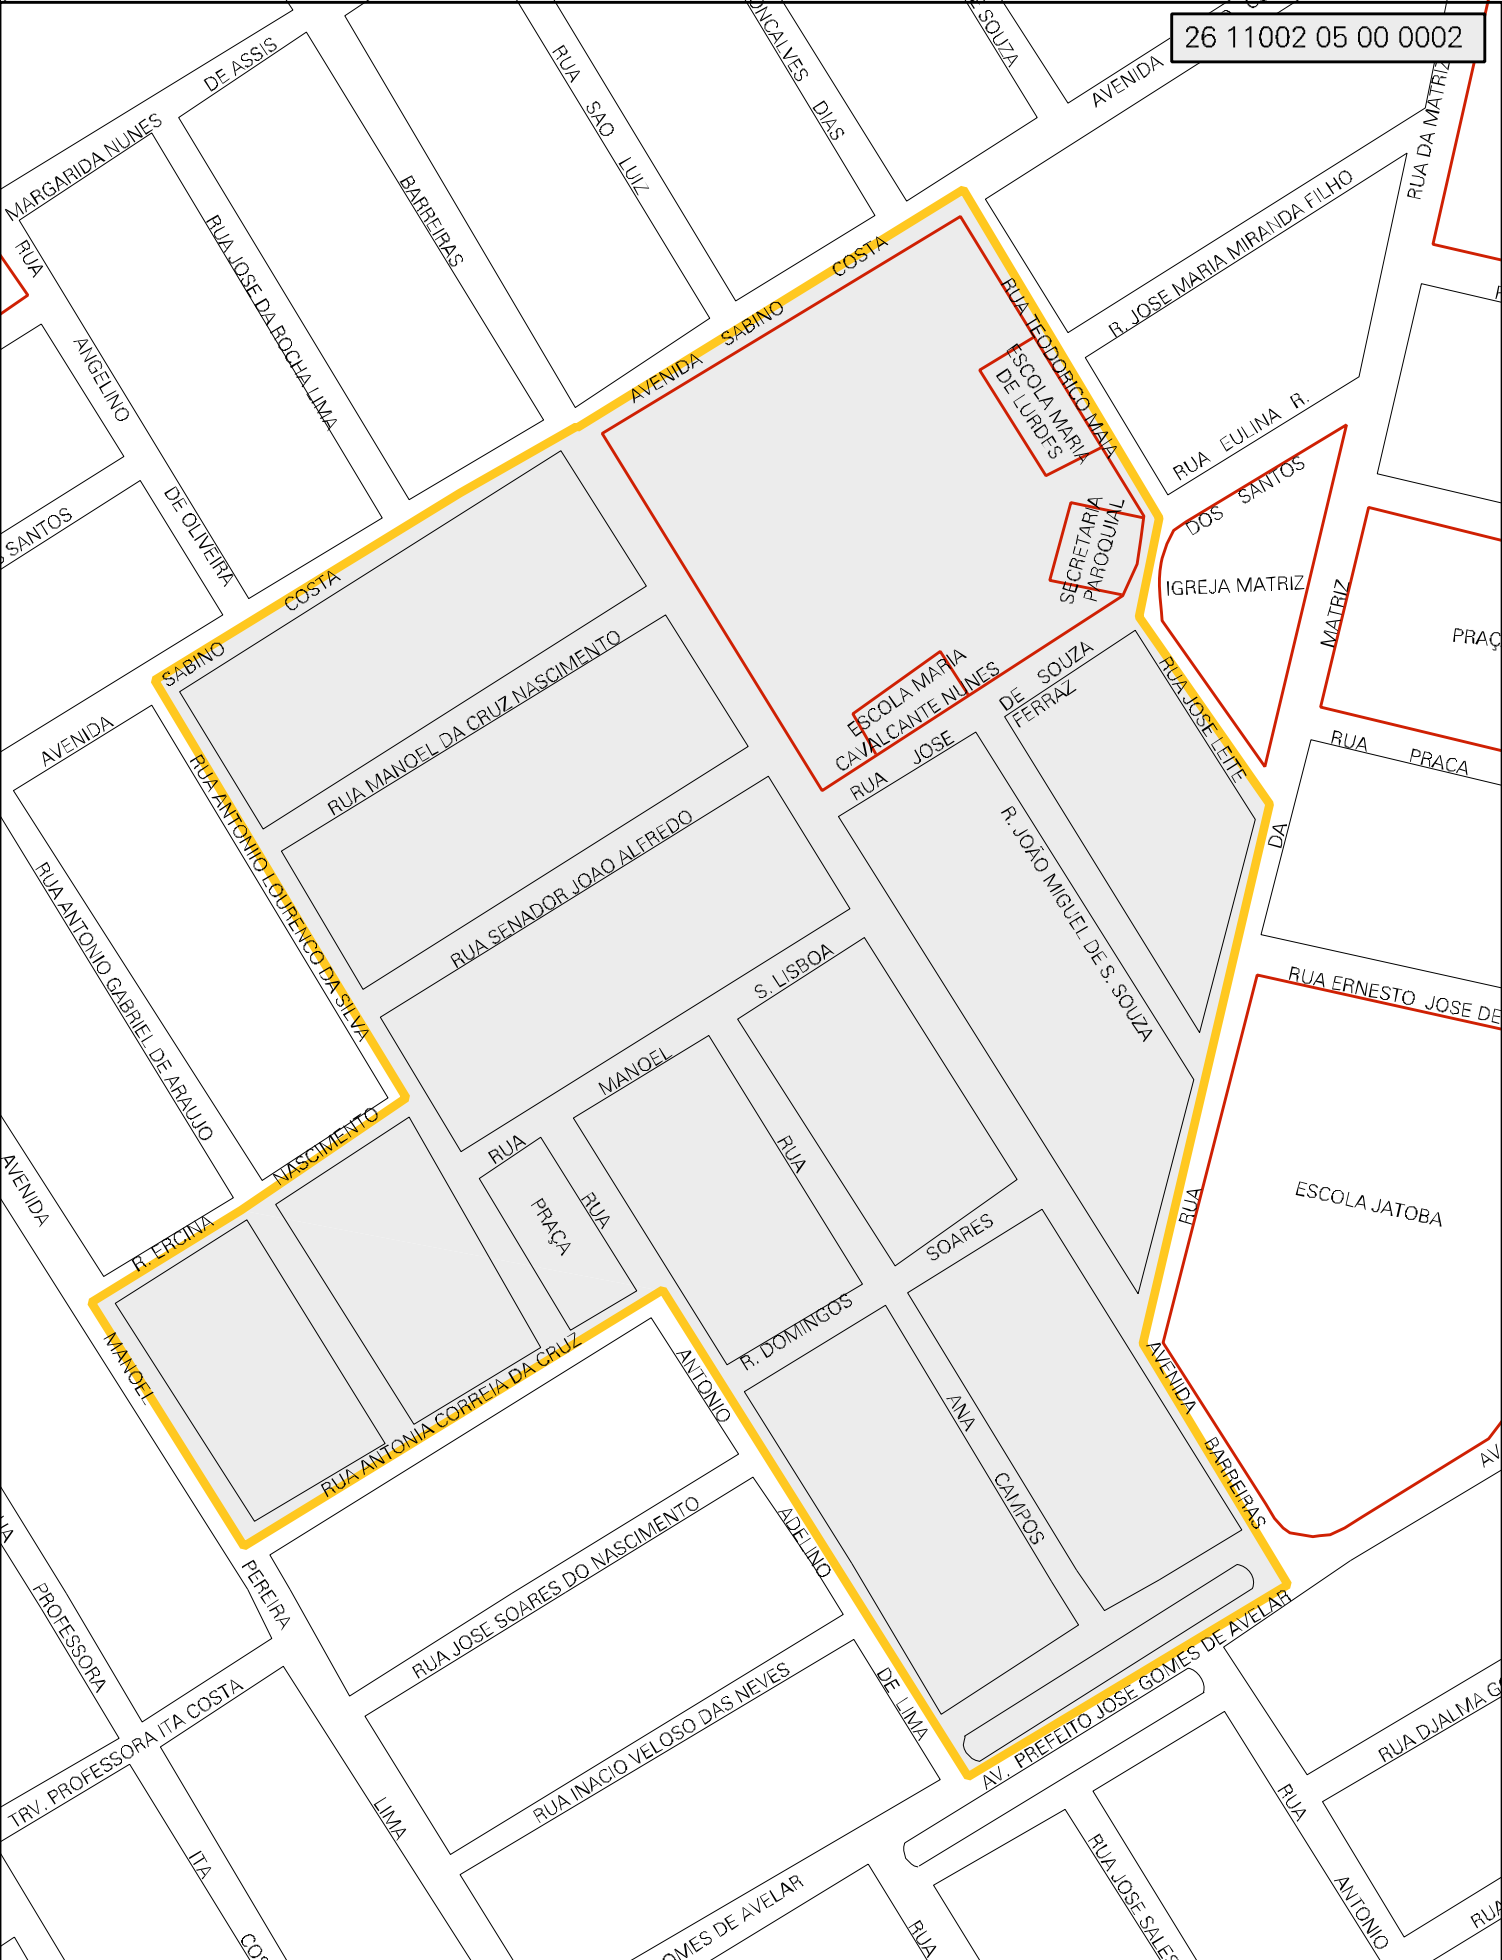 26 11002 05 00 0002
DE ASSIS
MARGARIDA NUNES
RUA
ANGELINO
DE OLIVEIRA
RUA JOSE DA ROCHA LIMA
BARREIRAS
RUA SAO LUIZ
DIAS
SOUZA
AVENIDA
RUA DA MATRIZ
R. JOSE MARIA MIRANDA FILHO
RUA EULINA R.
DOS SANTOS
SANTOS
IGREJA MATRIZ
MATRIZ
AVENIDA SABINO COSTA
RUA TEODORICO MAIA
ESCOLA MARIA
DE LURDES
SECRETARIA
PAROQUIAL
ESCOLA MARIA
CAVALCANTE NUNES
SABINO COSTA
AVENIDA
RUA MANOEL DA CRUZ NASCIMENTO
RUA SENADOR JOAO ALFREDO
RUA JOSE
DE SOUZA
FERRAZ
RUA JOSE LEITE
R. JOÃO MIGUEL DE S. SOUZA
RUA PRACA
DA
RUA ERNESTO JOSE DE
ESCOLA JATOBA
RUA
RUA ANTONIIO LOURENCO DA SILVA
RUA ANTONIO GABRIEL DE ARAUJO
AVENIDA
RUA MANOEL S. LISBOA
PRAÇA
RUA
RUA
R. ERCINA NASCIMENTO
MANOEL
RUA ANTONIA CORREIA DA CRUZ
R. DOMINGOS SOARES
ANTONIO
ANA
CAMPOS
AVENIDA
BARREIRAS
ADELINO
DE LIMA
PEREIRA
PROFESSORA
RUA JOSE SOARES DO NASCIMENTO
TRV. PROFESSORA ITA COSTA
RUA INACIO VELOSO DAS NEVES
AV. PREFEITO JOSE GOMES DE AVELAR
RUA DJALMA
LIMA
ITA
DE AVELAR
RUA
RUA JOSE
RUA
ANTONIO